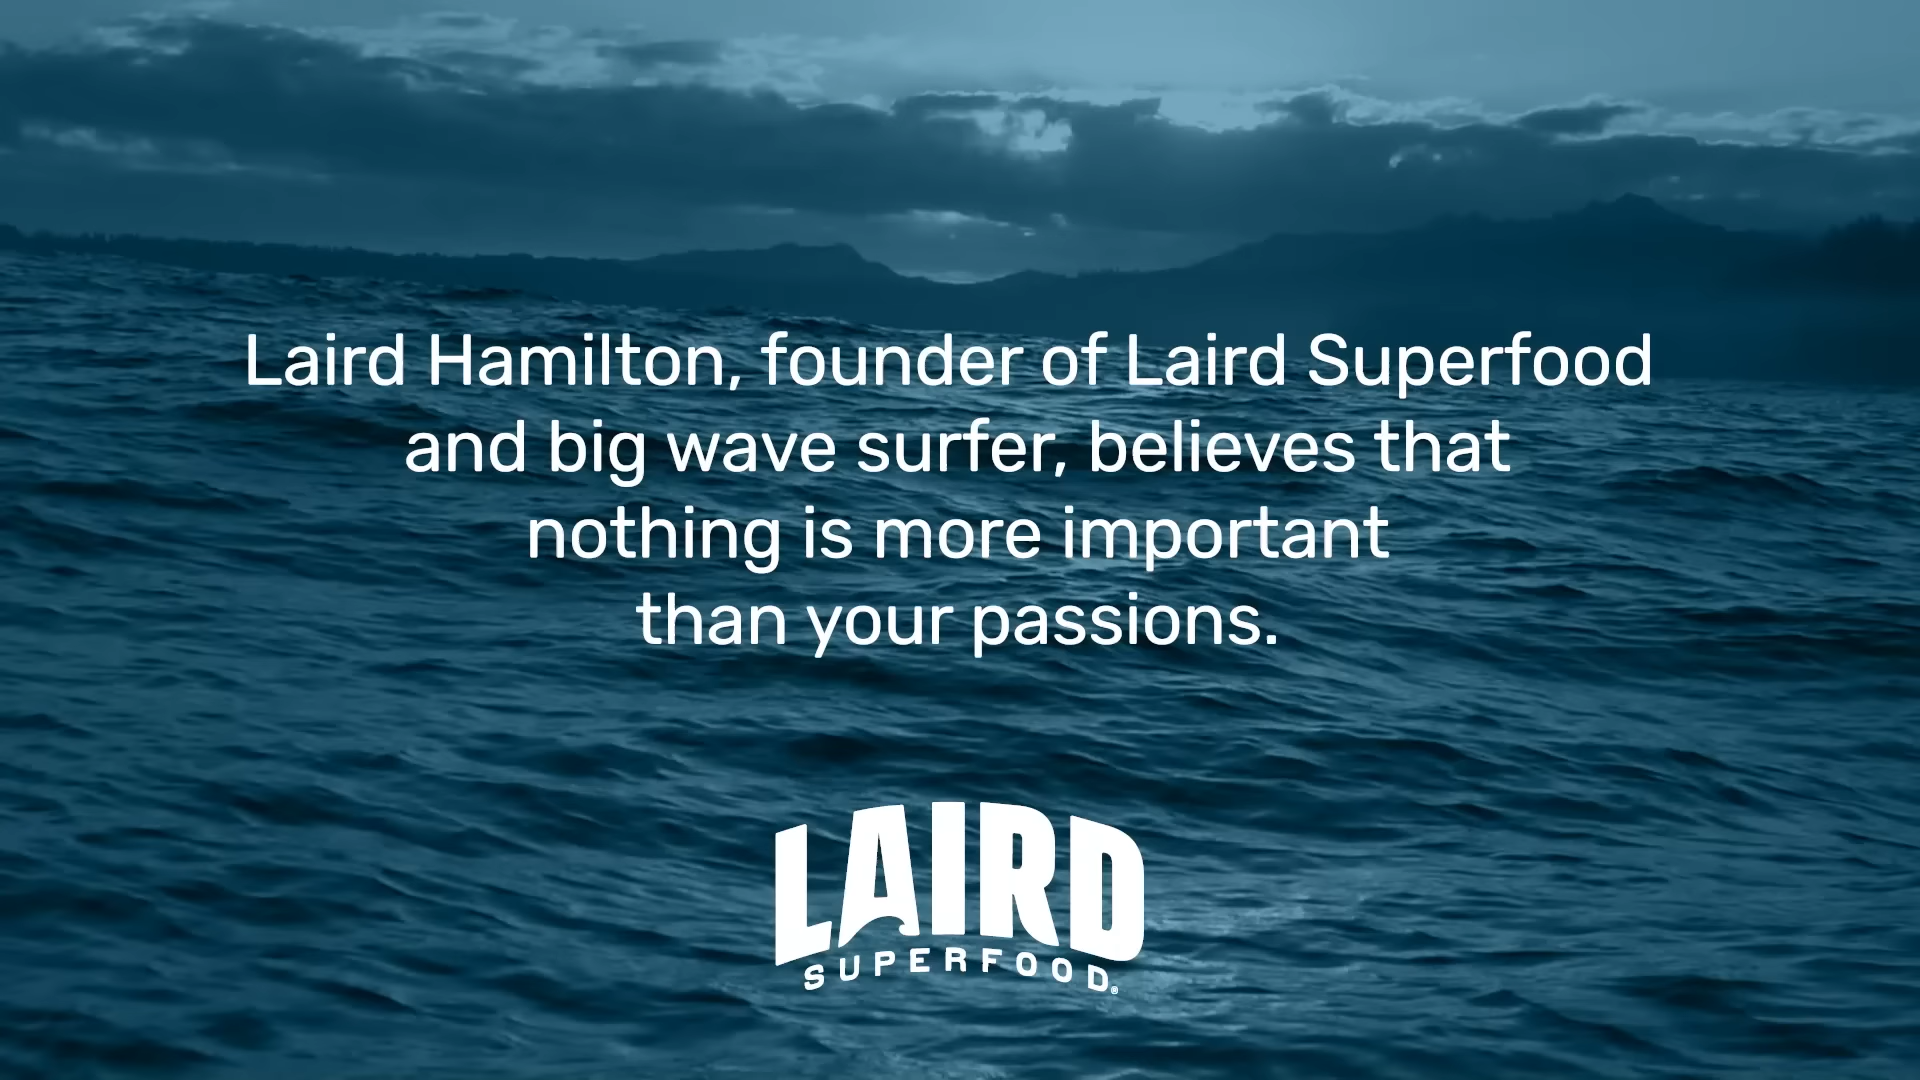 Laird Hamilton, founder of Laird Superfood
and big wave surfer, believes that
nothing is more important
than your passions.
LAIRD
SUPERFOOD®